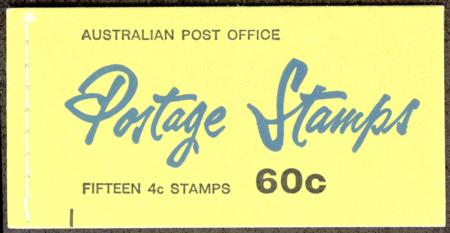 AUSTRALIAN POST OFFICE
Postage Stamps
FIFTEEN 4c STAMPS 60c